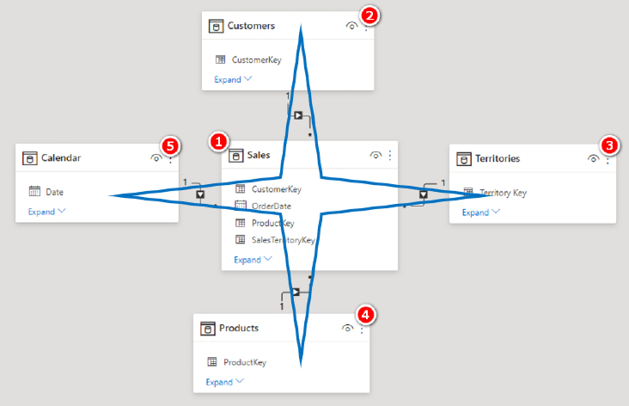 Customers
2
CustomerKey
Expand
1
*
Calendar
5
Date
Expand
1
*
1
Sales
CustomerKey
OrderDate
ProductKey
SalesTerritoryKey
Expand
Territories
3
Territory Key
Expand
1
*
*
1
Products
4
ProductKey
Expand